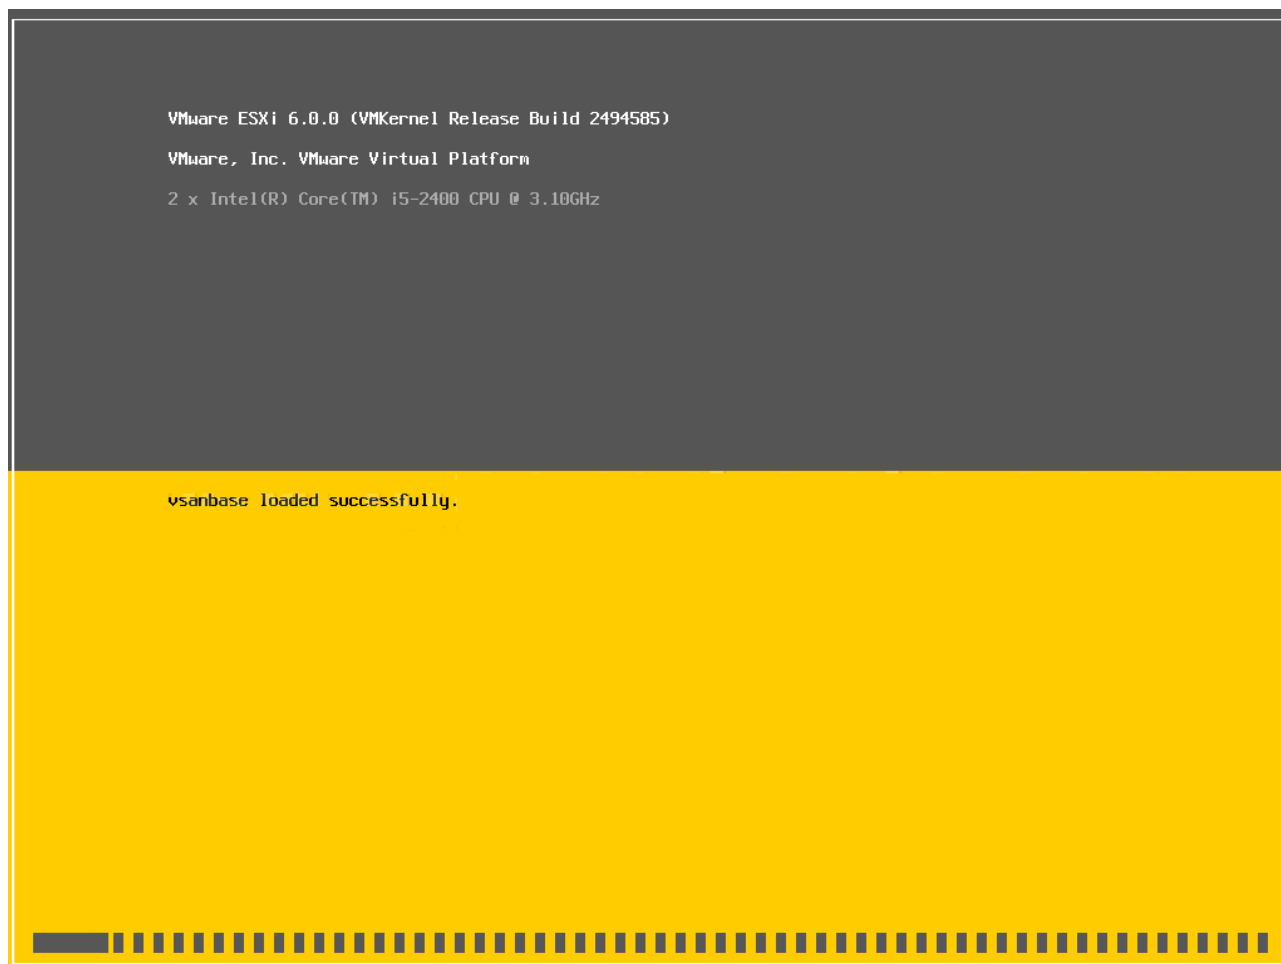 VMware ESXi 6.0.0 (VMKernel Release Build 2494585)
VMware, Inc. VMware Virtual Platform
2 x Intel(R) Core(TM) i5-2400 CPU @ 3.10GHz
vsanbase loaded successfully.